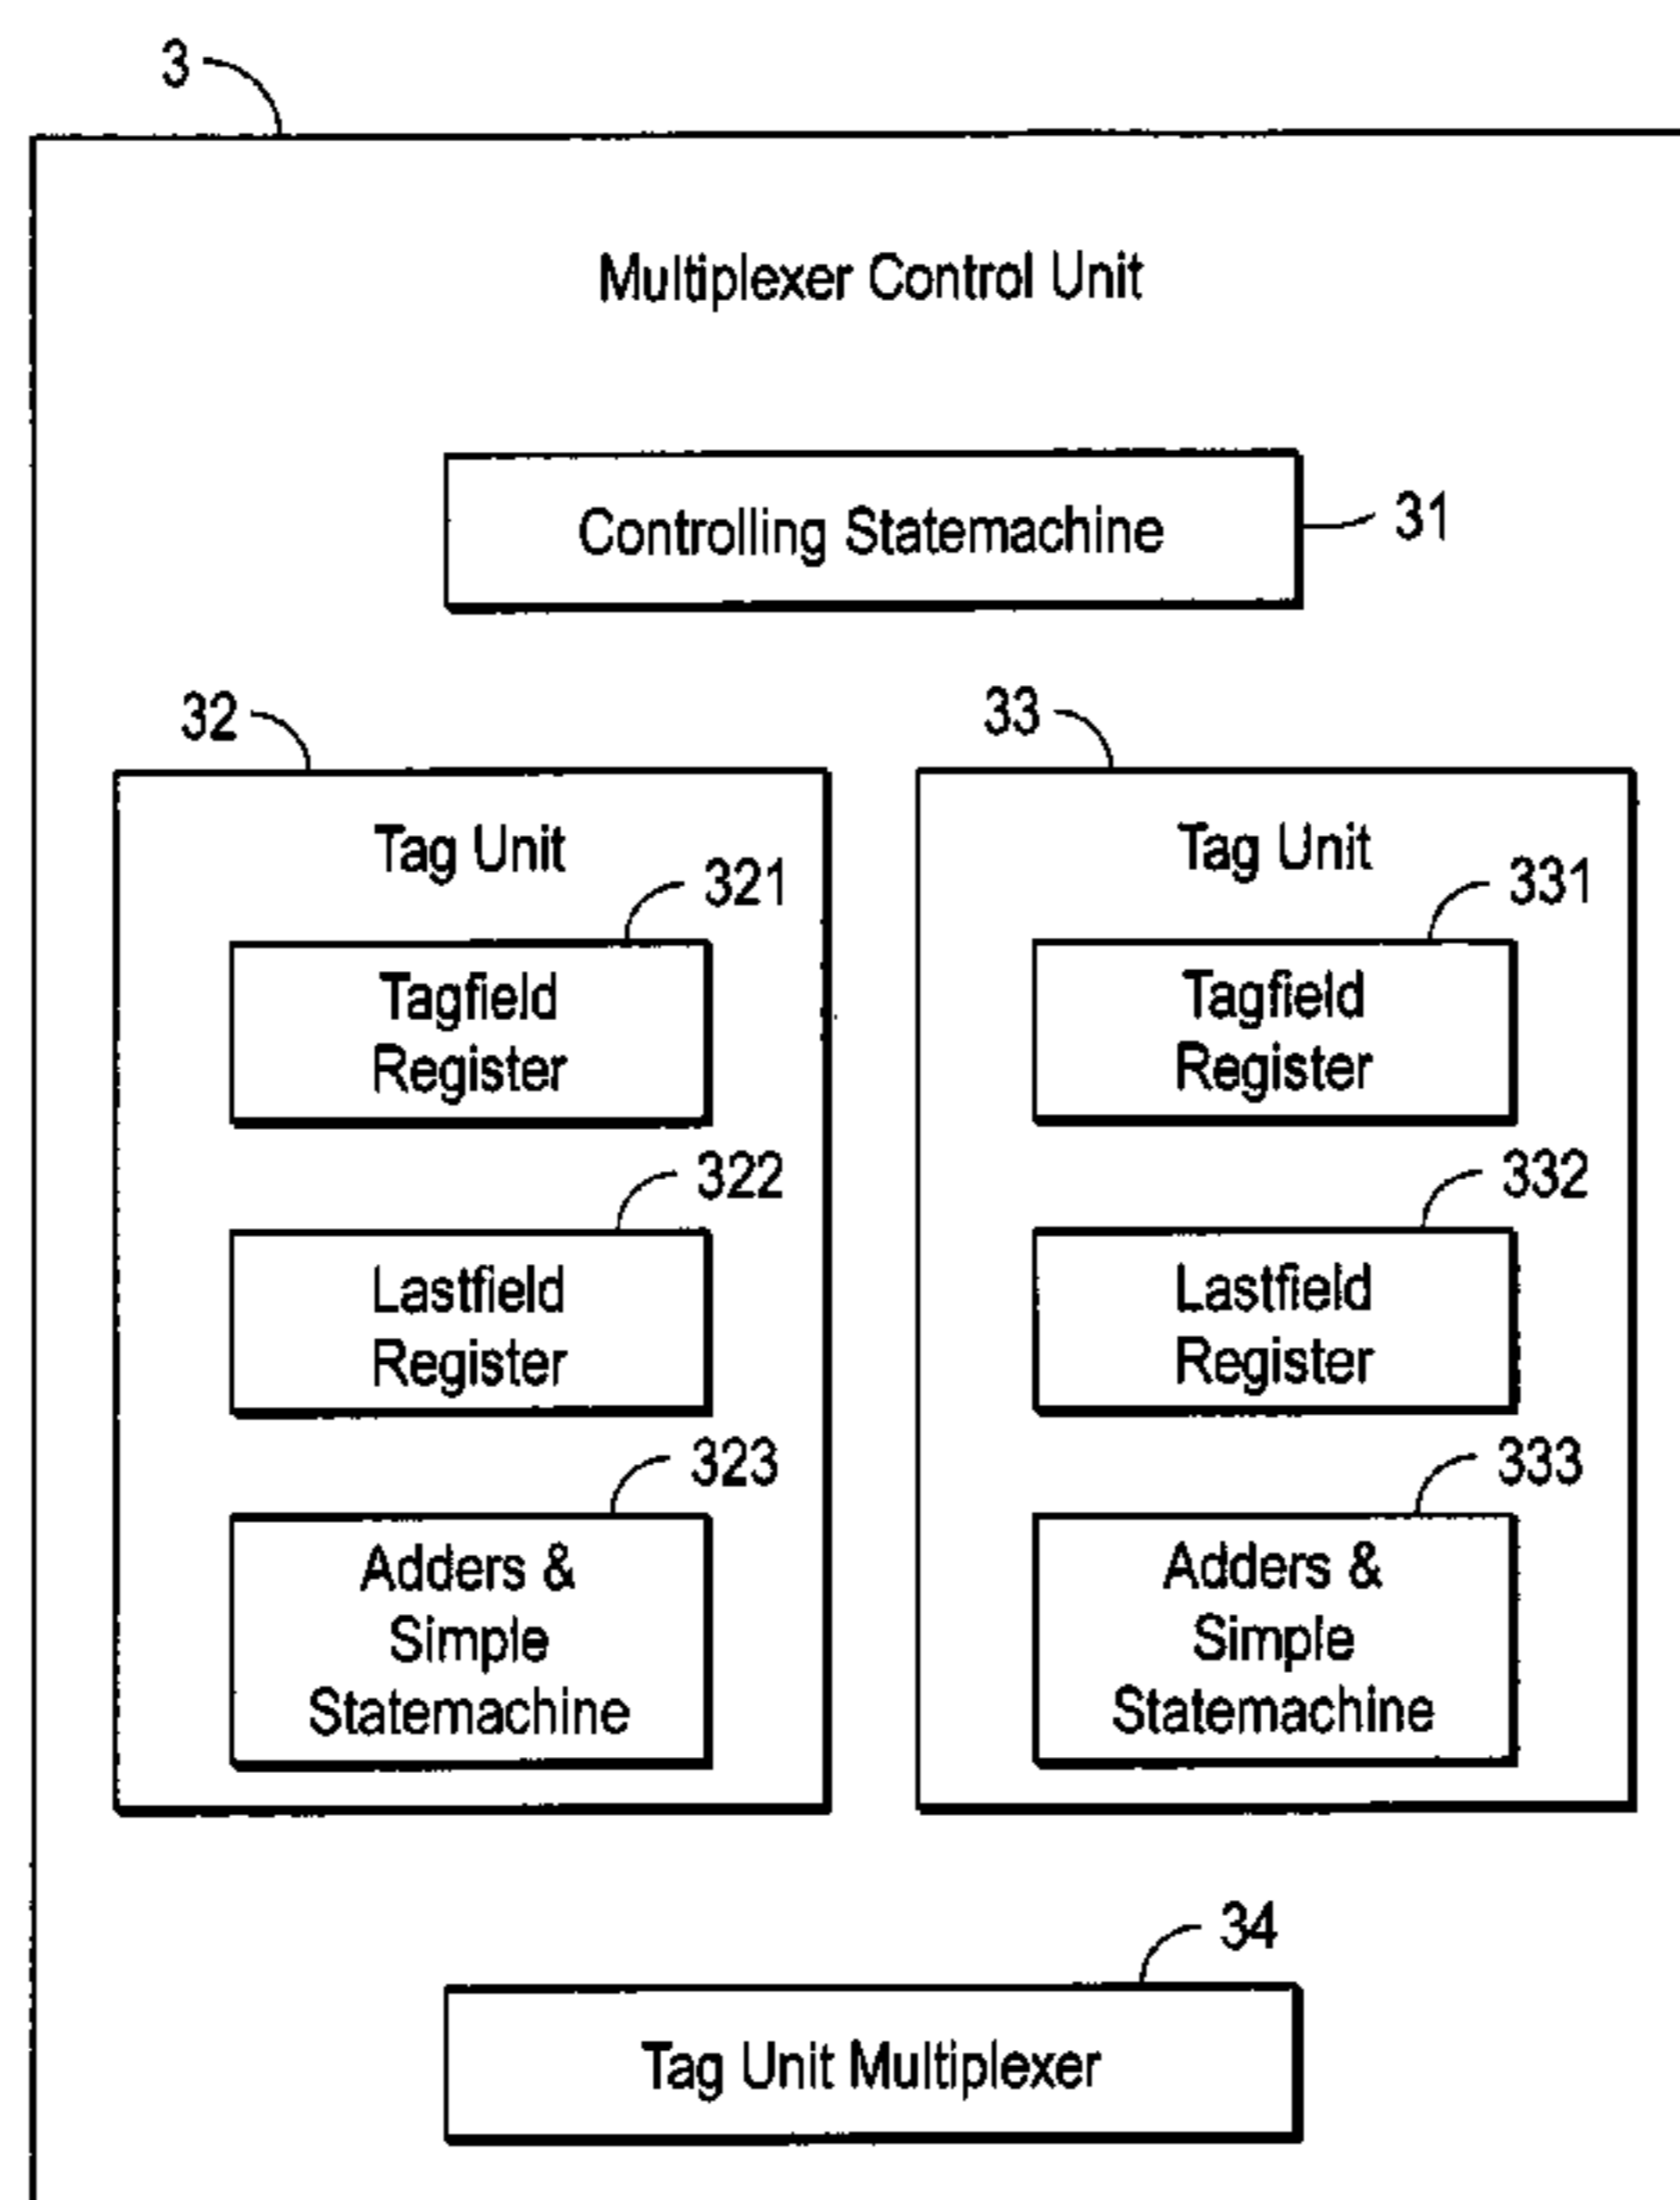 3
Multiplexer Control Unit
Controlling Statemachine
31
32
Tag Unit
321
Tagfield
Register
322
Lastfield
Register
323
Adders &
Simple
Statemachine
33
Tag Unit
331
Tagfield
Register
332
Lastfield
Register
333
Adders &
Simple
Statemachine
34
Tag Unit Multiplexer